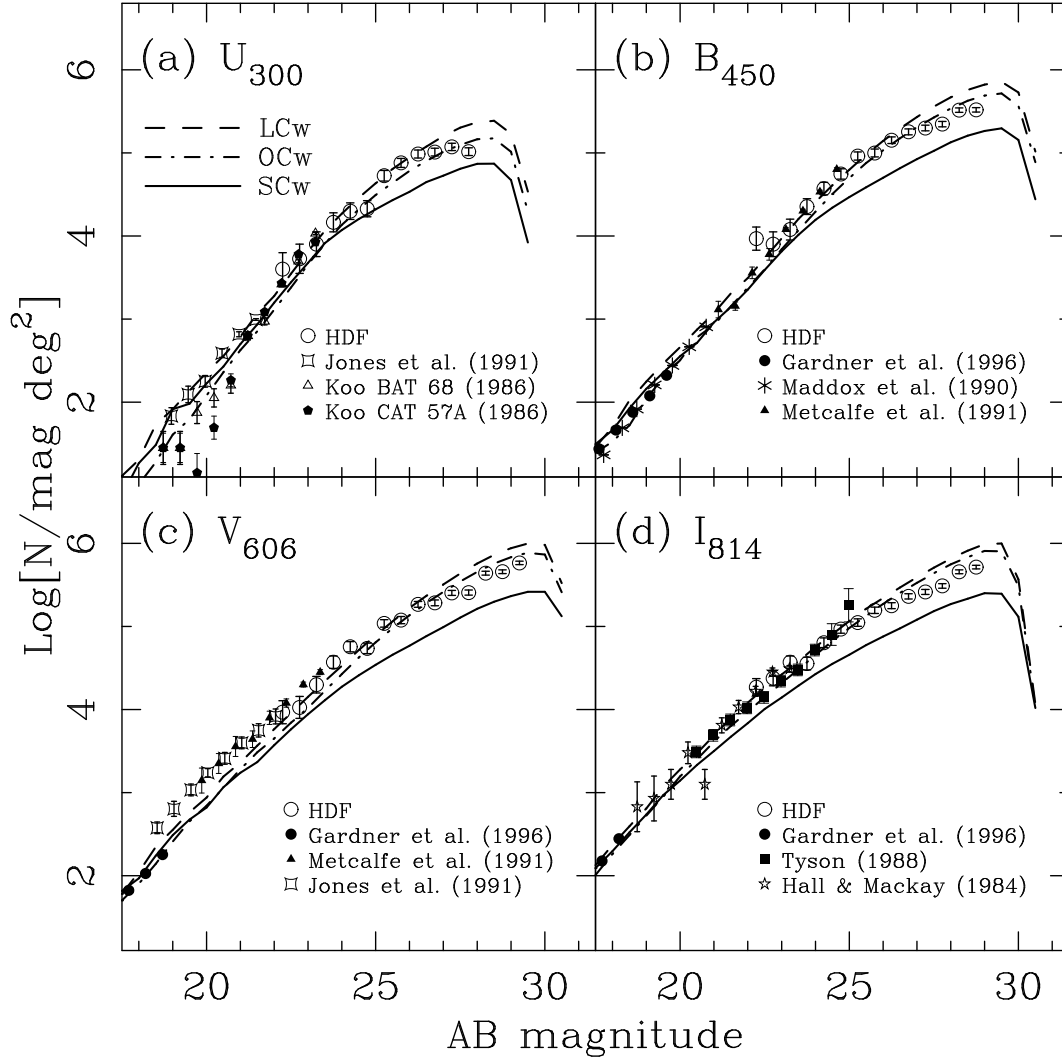 (a) U300
(b) B450
6
LCw
OCw
SCw
4
HDF
Jones et al. (1991)
Koo BAT 68 (1986)
Koo CAT 57A (1986)
HDF
Gardner et al. (1996)
Maddox et al. (1990)
Metcalfe et al. (1991)
2
Log[N/mag deg2]
(c) V606
(d) I814
6
4
HDF
Gardner et al. (1996)
Metcalfe et al. (1991)
Jones et al. (1991)
HDF
Gardner et al. (1996)
Tyson (1988)
Hall & Mackay (1984)
2
20 25 30 20 25 30
AB magnitude